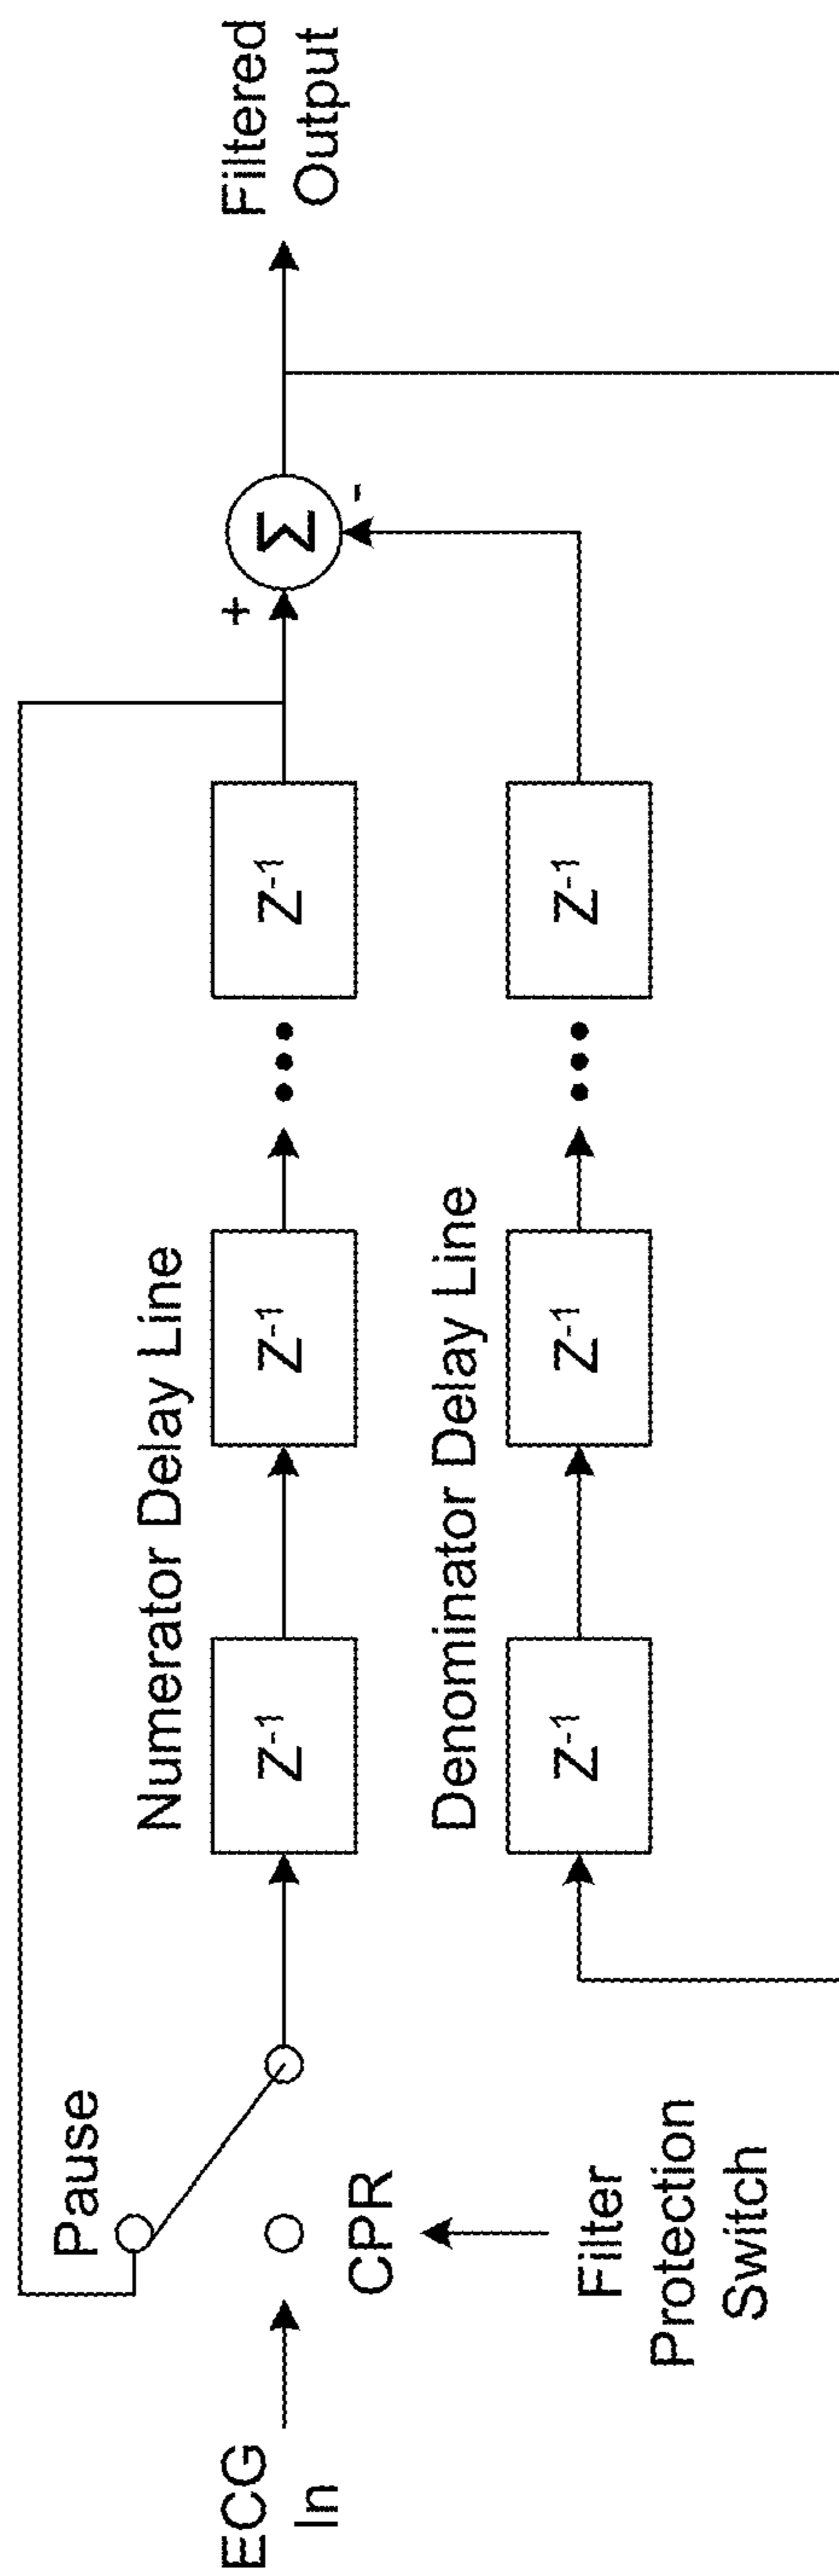 ECG
In
Pause
CPR
Filter
Protection
Switch
Numerator Delay Line
Z-1
Z-1
Z-1
Denominator Delay Line
Z-1
Z-1
Z-1
+
Σ
-
Filtered
Output